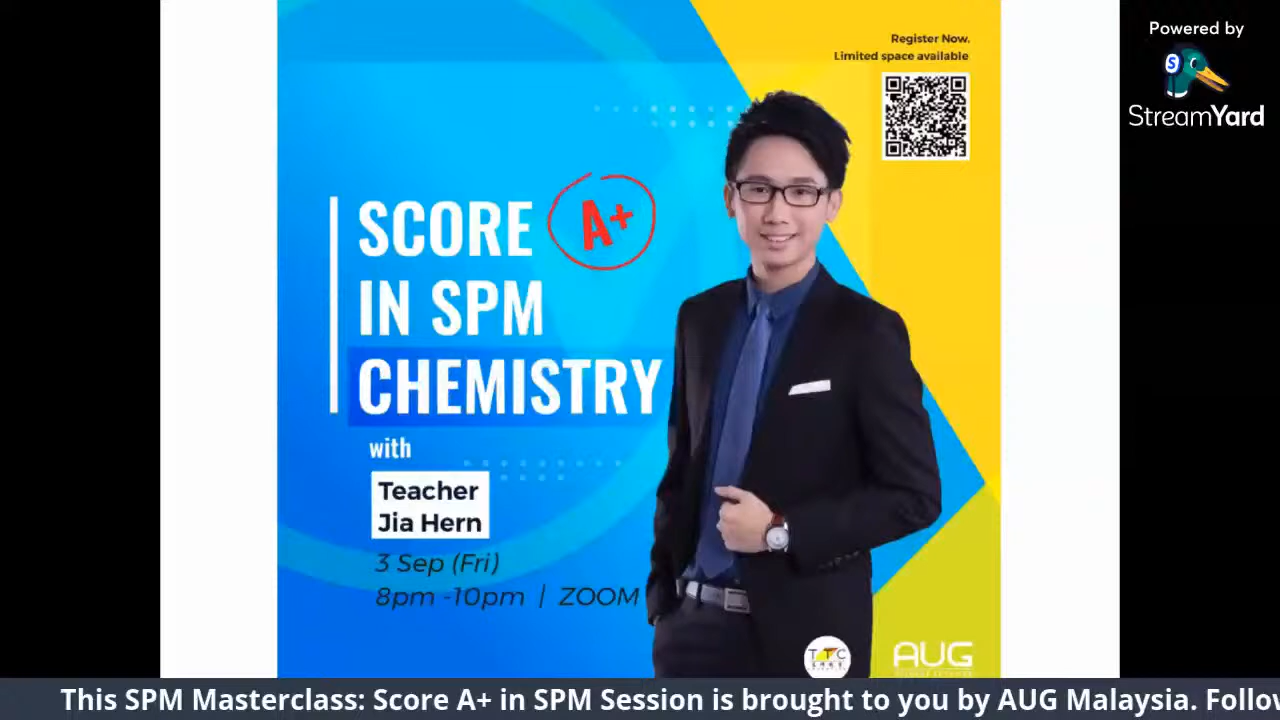 Powered by
S
StreamYard
Register Now.
Limited space available
SCORE A+
IN SPM
CHEMISTRY
with
Teacher
Jia Hern
3 Sep (Fri)
8pm -10pm | ZOOM
TTC
AUG
This SPM Masterclass: Score A+ in SPM Session is brought to you by AUG Malaysia. Follov